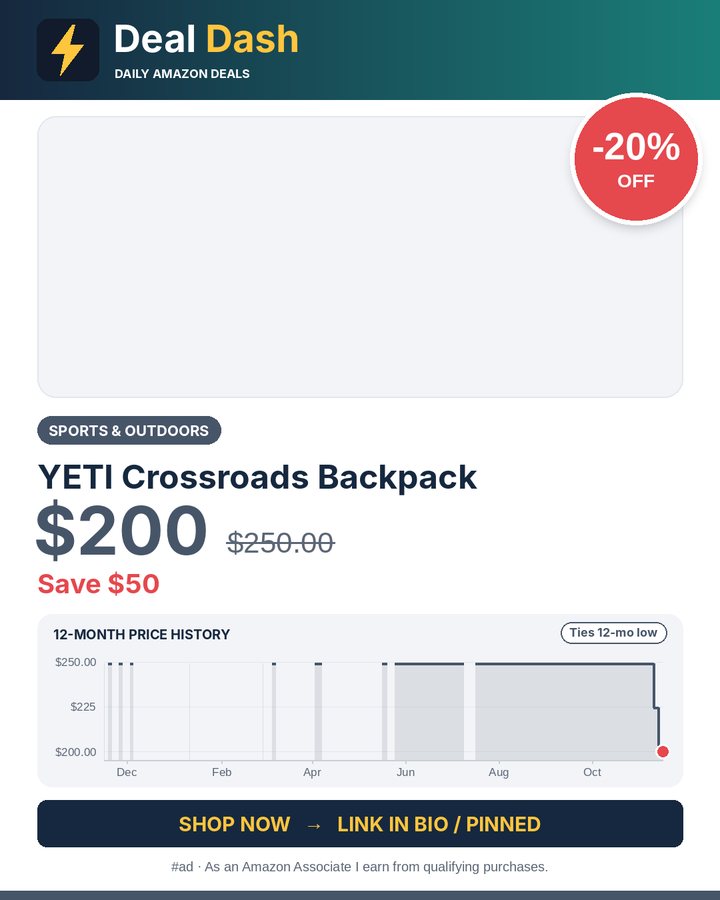 Deal Dash
DAILY AMAZON DEALS
-20%
OFF
SPORTS & OUTDOORS
YETI Crossroads Backpack
$200 $250.00
Save $50
12-MONTH PRICE HISTORY
Ties 12-mo low
$250.00
$225
$200.00
Dec Feb Apr Jun Aug Oct
SHOP NOW → LINK IN BIO / PINNED
#ad · As an Amazon Associate I earn from qualifying purchases.